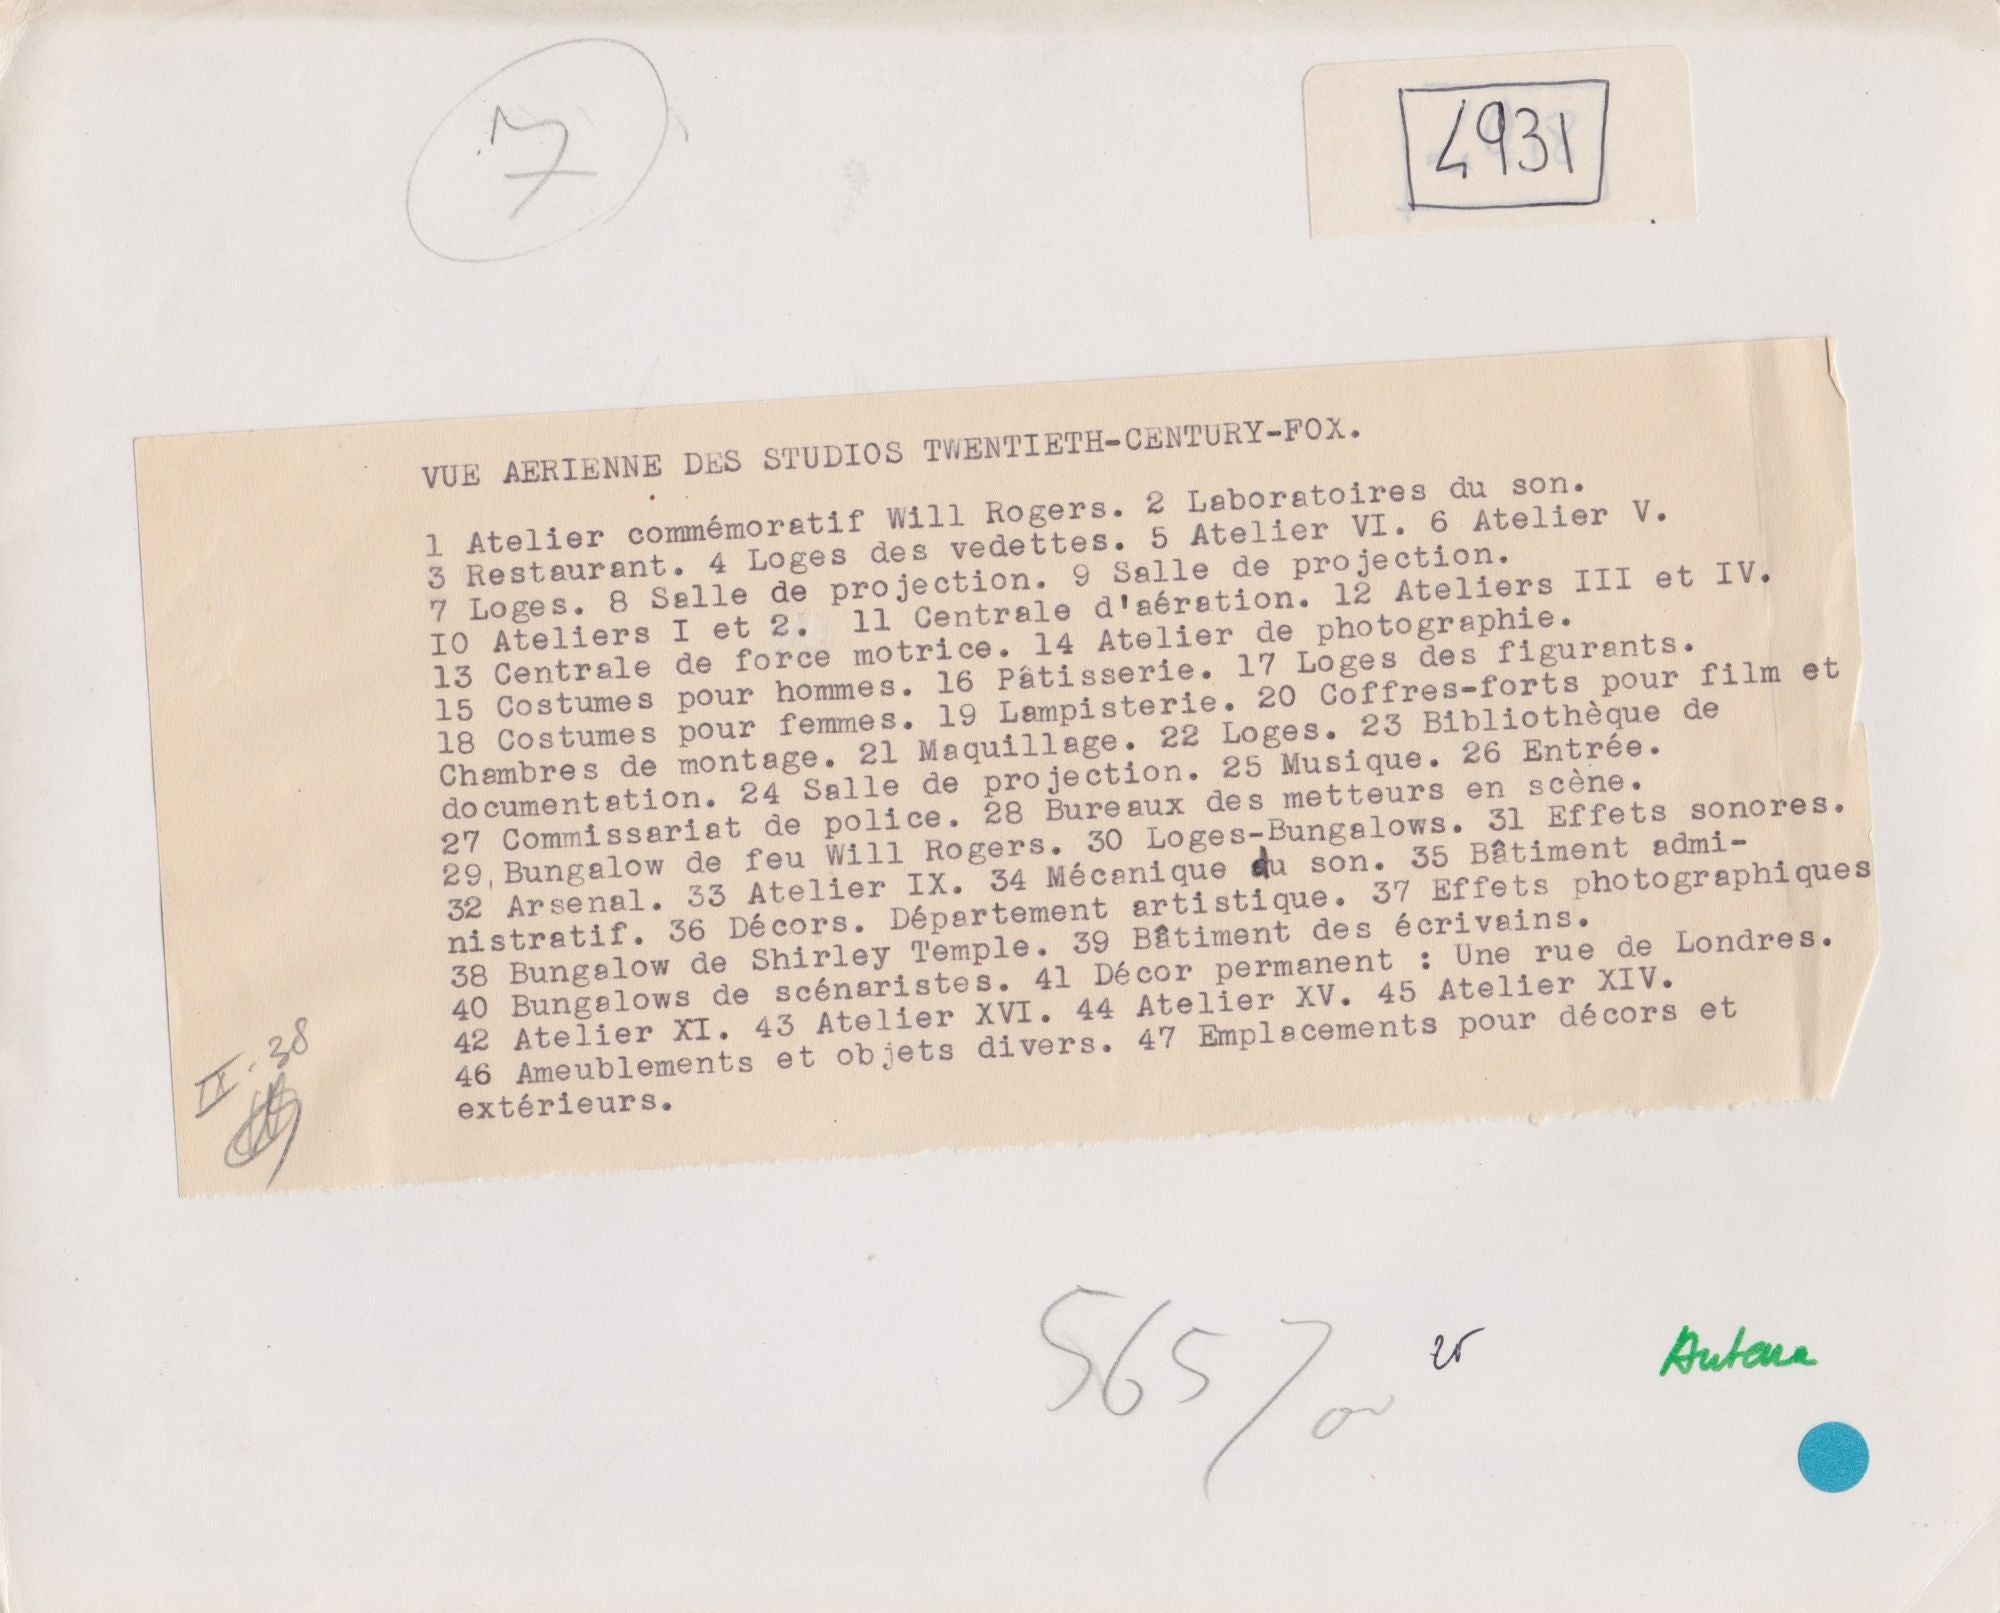 7
4931
VUE AERIENNE DES STUDIOS TWENTIETH-CENTURY-FOX.
1 Atelier commémoratif Will Rogers. 2 Laboratoires du son.
3 Restaurant. 4 Loges des vedettes. 5 Atelier VI. 6 Atelier V.
7 Loges. 8 Salle de projection. 9 Salle de projection.
IO Ateliers I et 2. 11 Centrale d'aération. 12 Ateliers III et IV.
13 Centrale de force motrice. 14 Atelier de photographie.
15 Costumes pour hommes. 16 Pâtisserie. 17 Loges des figurants.
18 Costumes pour femmes. 19 Lampisterie. 20 Coffres-forts pour film et
Chambres de montage. 21 Maquillage. 22 Loges. 23 Bibliothèque de
documentation. 24 Salle de projection. 25 Musique. 26 Entrée.
27 Commissariat de police. 28 Bureaux des metteurs en scène.
29 Bungalow de feu Will Rogers. 30 Loges-Bungalows. 31 Effets sonores.
32 Arsenal. 33 Atelier IX. 34 Mécanique du son. 35 Bâtiment admi-
nistratif. 36 Décors. Département artistique. 37 Effets photographiques
38 Bungalow de Shirley Temple. 39 Bâtiment des écrivains.
40 Bungalows de scénaristes. 41 Décor permanent : Une rue de Londres.
42 Atelier XI. 43 Atelier XVI. 44 Atelier XV. 45 Atelier XIV.
46 Ameublements et objets divers. 47 Emplacements pour décors et
extérieurs.
II.38
565/